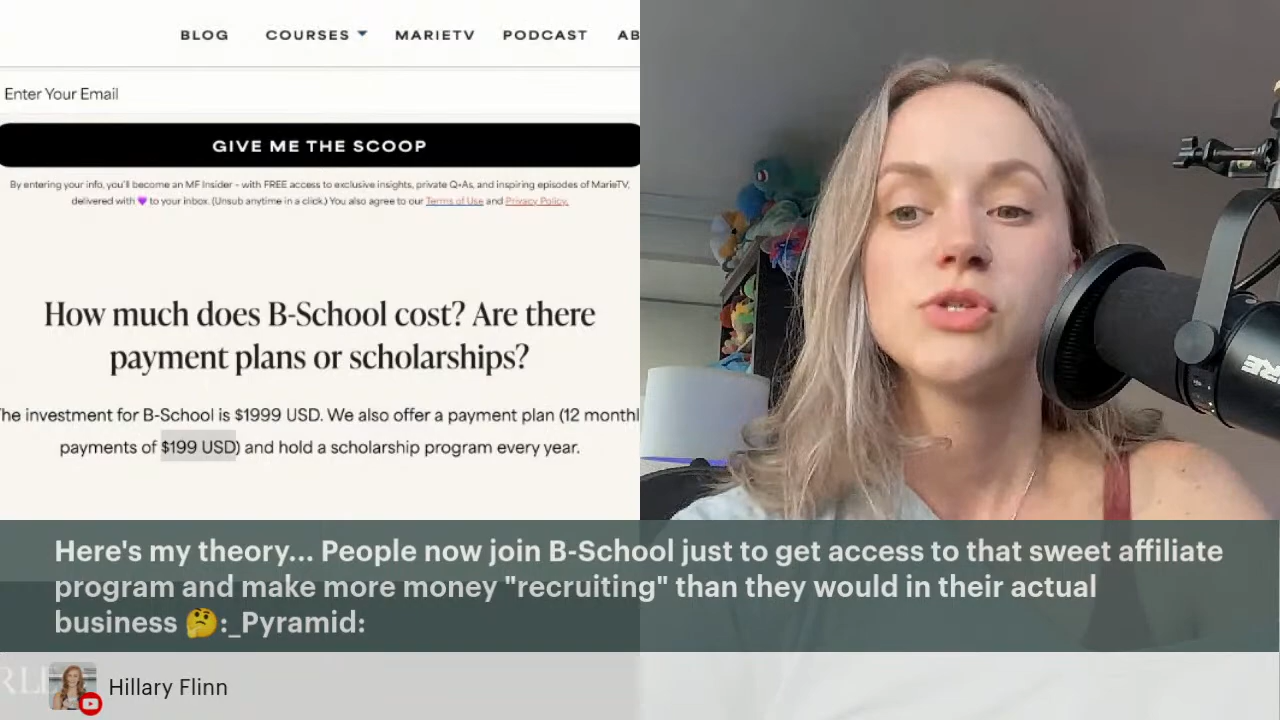 BLOG COURSES MARIETV PODCAST AB
Enter Your Email
GIVE ME THE SCOOP
By entering your info, you'll become an MF Insider - with FREE access to exclusive insights, private Q+As, and inspiring episodes of MarieTV,
delivered with 💜 to your inbox. (Unsub anytime in a click.) You also agree to our Terms of Use and Privacy Policy.
How much does B-School cost? Are there
payment plans or scholarships?
The investment for B-School is $1999 USD. We also offer a payment plan (12 monthl
payments of $199 USD) and hold a scholarship program every year.
Here's my theory... People now join B-School just to get access to that sweet affiliate
program and make more money "recruiting" than they would in their actual
business 🤔:_Pyramid:
Hillary Flinn